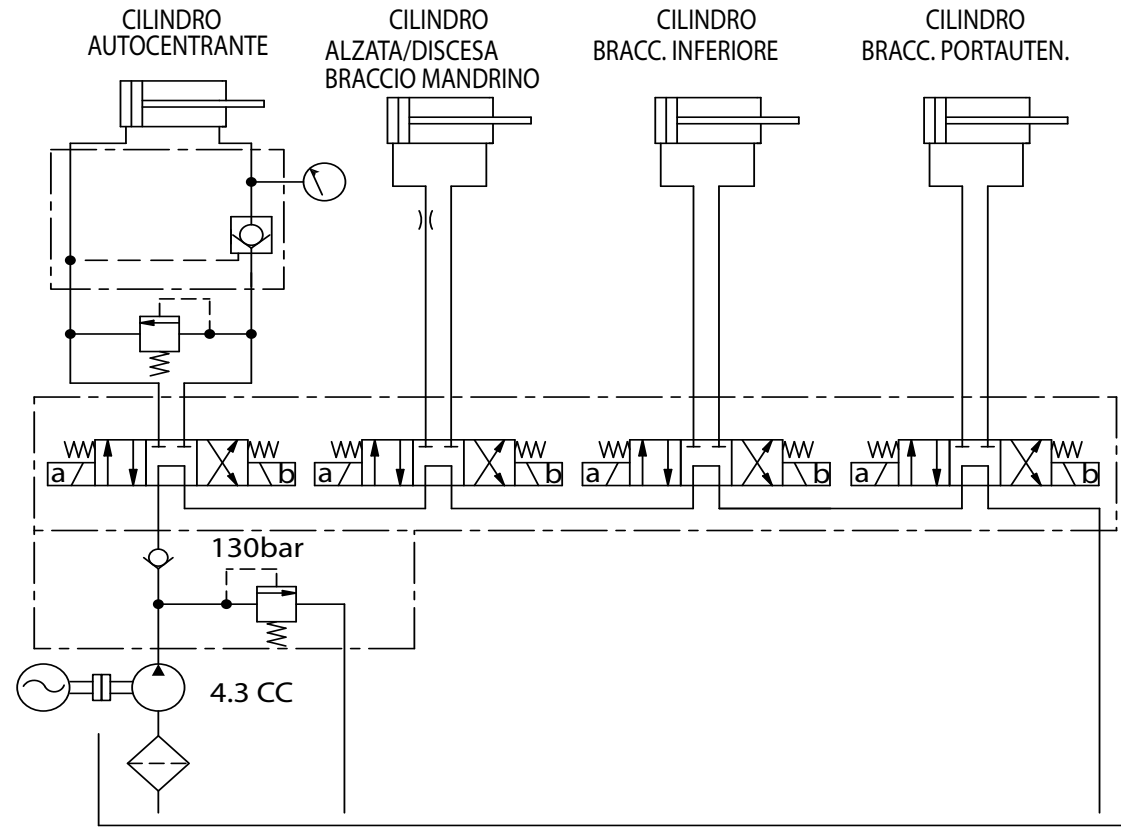 CILINDRO
AUTOCENTRANTE
CILINDRO
ALZATA/DISCESA
BRACCIO MANDRINO
CILINDRO
BRACC. INFERIORE
CILINDRO
BRACC. PORTAUTEN.
a b a b a b a b
130bar
4.3 CC